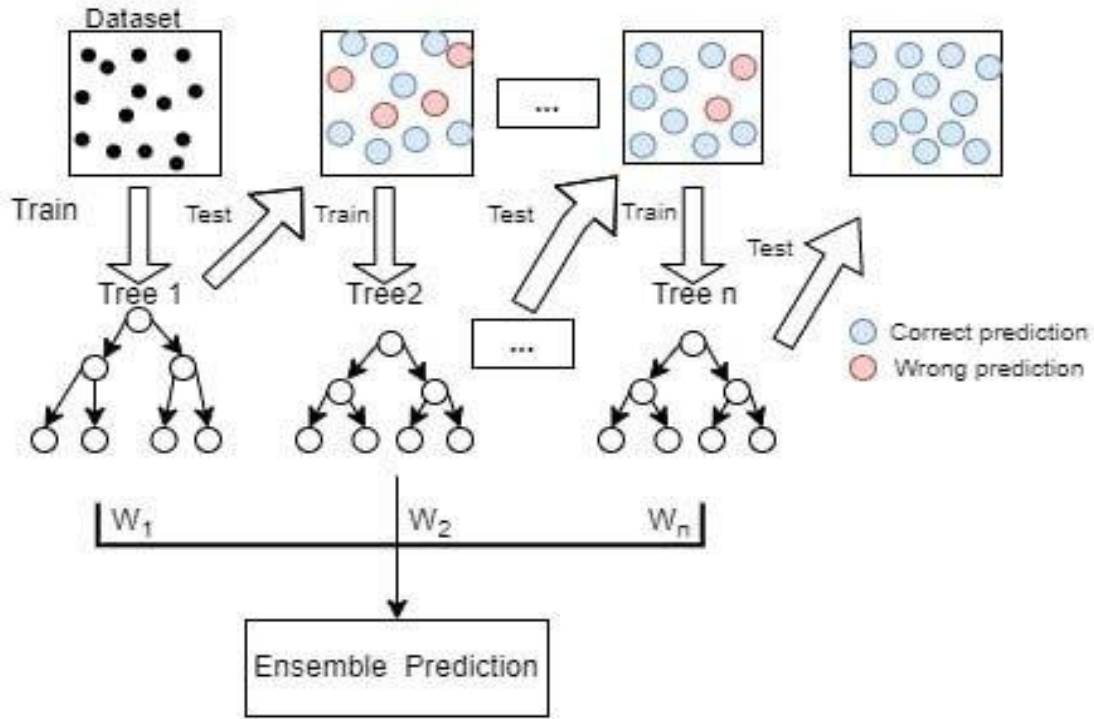 Dataset
...
Train
Test
Train
Test
Train
Test
Tree 1
Tree2
Tree n
...
Correct prediction
Wrong prediction
W1
W2
Wn
Ensemble Prediction